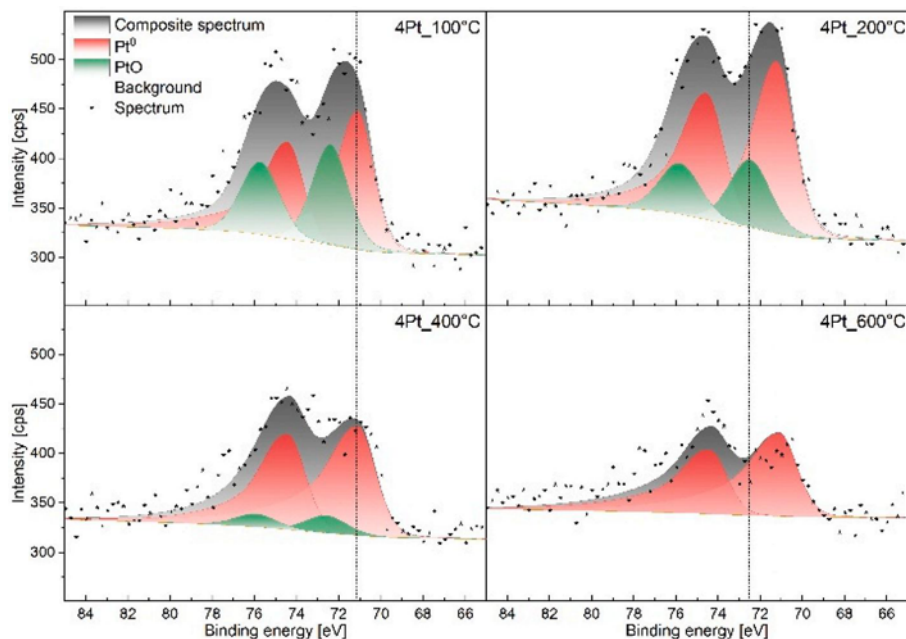 Composite spectrum
Pt⁰
PtO
Background
Spectrum
4Pt_100°C
4Pt_200°C
Intensity [cps]
500
450
400
350
300
4Pt_400°C
4Pt_600°C
Intensity [cps]
500
450
400
350
300
84 82 80 78 76 74 72 70 68 66
84 82 80 78 76 74 72 70 68 66
Binding energy [eV]
Binding energy [eV]